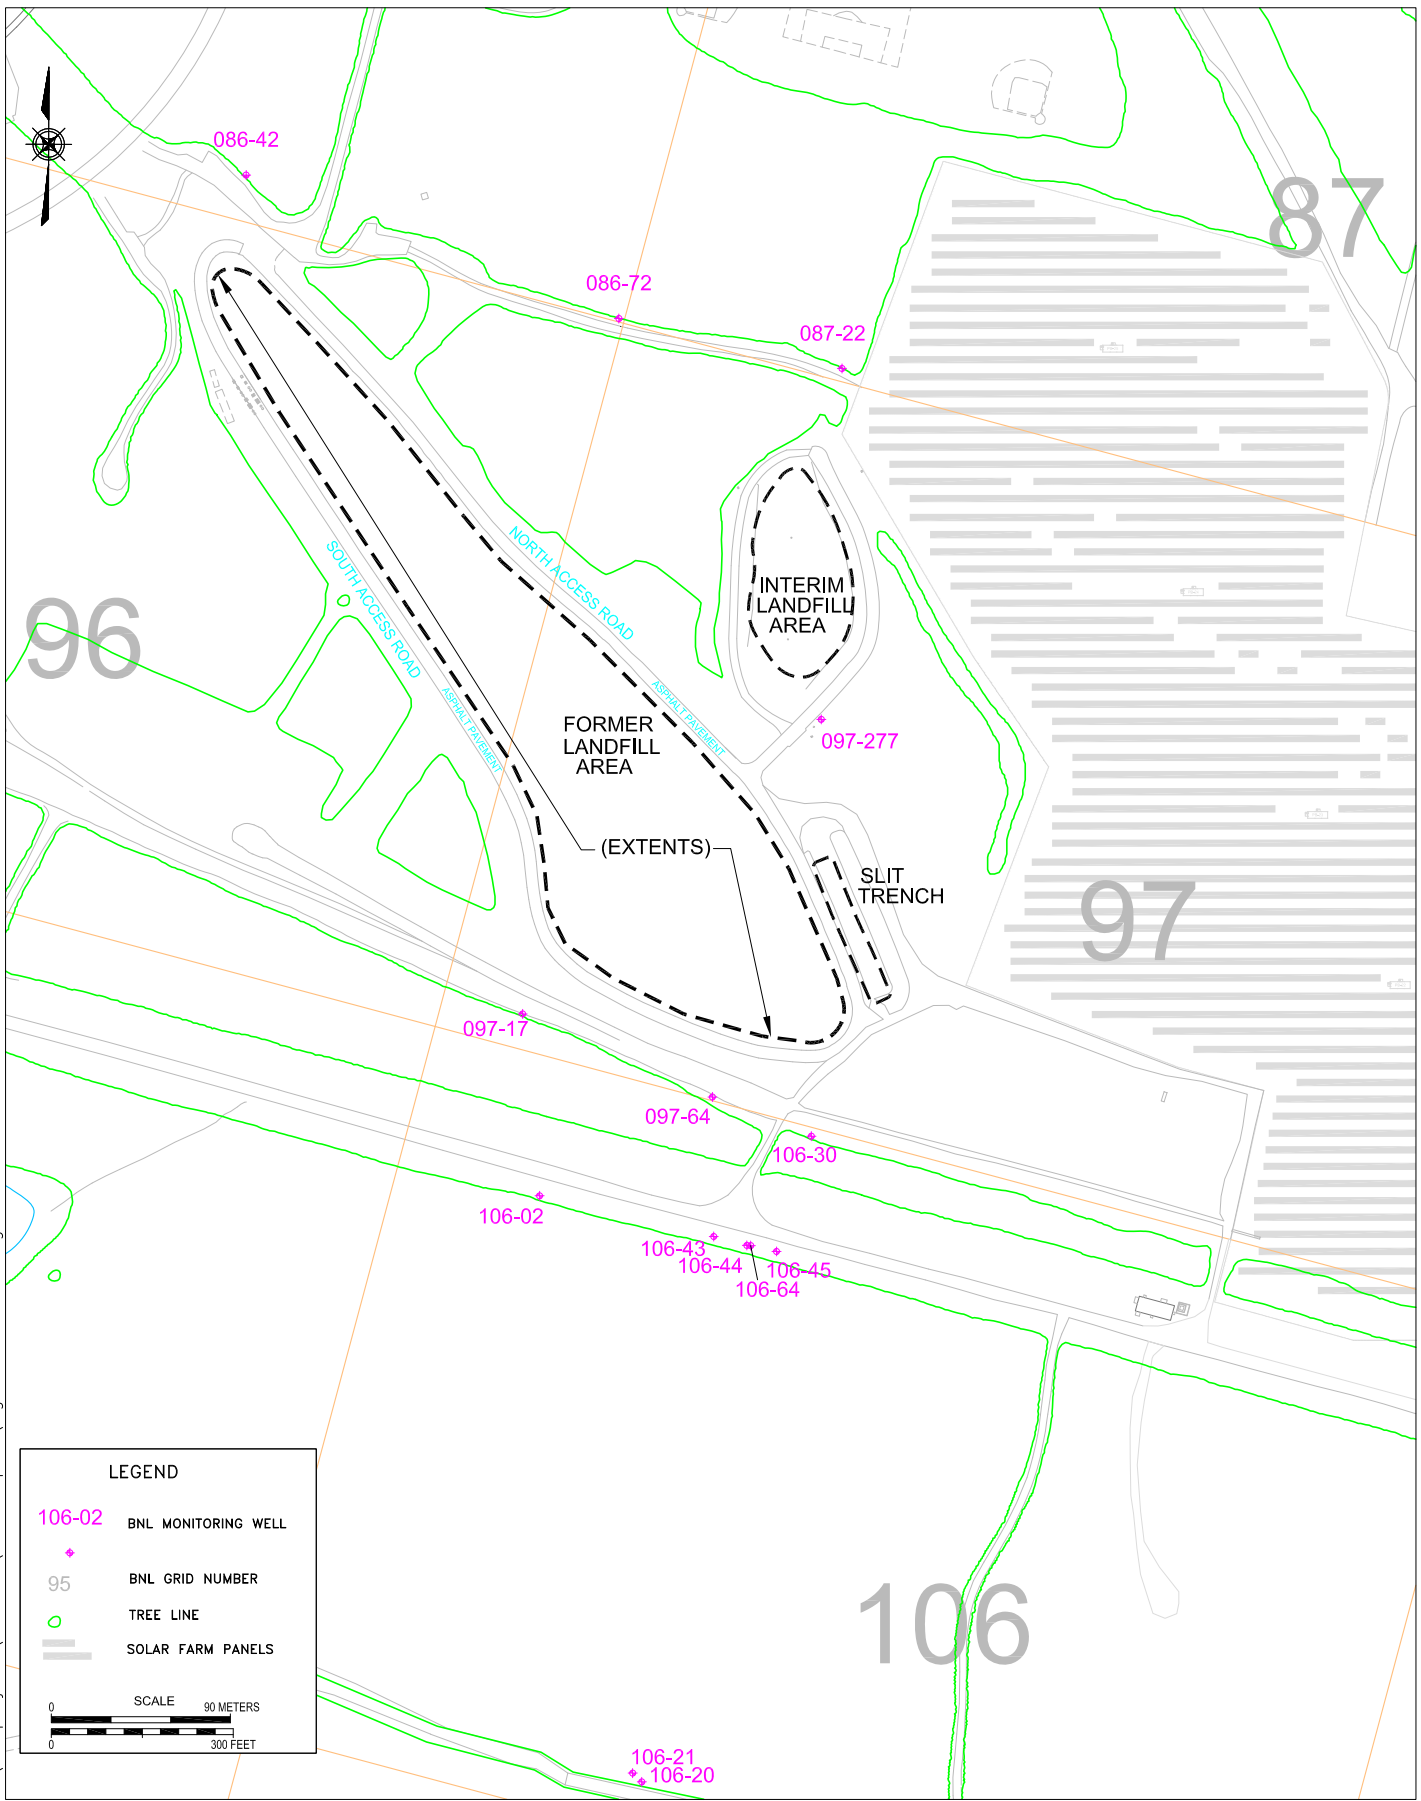 086-42
87
086-72
087-22
NORTH ACCESS ROAD
SOUTH ACCESS ROAD
INTERIM
LANDFILL
AREA
96
ASPHALT PAVEMENT
ASPHALT PAVEMENT
FORMER
LANDFILL
AREA
097-277
(EXTENTS)
SLIT
TRENCH
97
097-17
097-64
106-30
106-02
106-43
106-44
106-45
106-64
LEGEND
106-02
BNL MONITORING WELL
95
BNL GRID NUMBER
TREE LINE
SOLAR FARM PANELS
SCALE
0
90 METERS
0
300 FEET
106
106-21
106-20